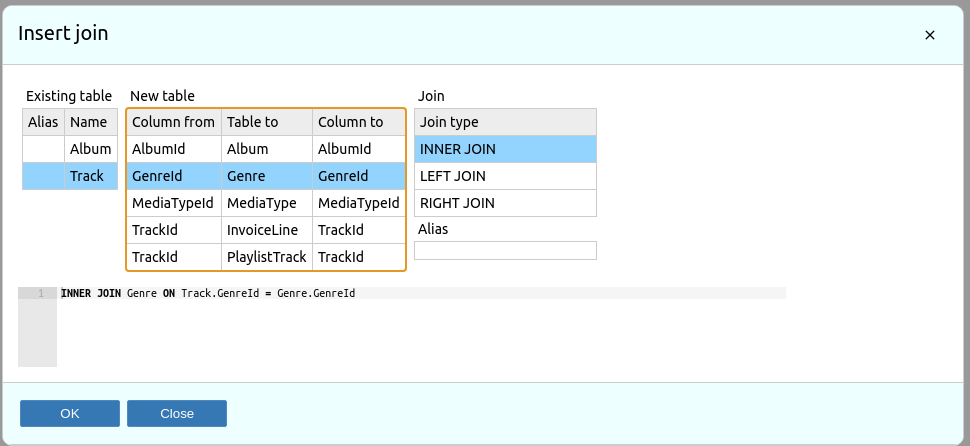 Insert join ×
Existing table New table Join
Alias Name Column from Table to Column to Join type
Album AlbumId Album AlbumId INNER JOIN
Track GenreId Genre GenreId LEFT JOIN
MediaTypeId MediaType MediaTypeId RIGHT JOIN
TrackId InvoiceLine TrackId Alias
TrackId PlaylistTrack TrackId
1 INNER JOIN Genre ON Track.GenreId = Genre.GenreId
OK Close